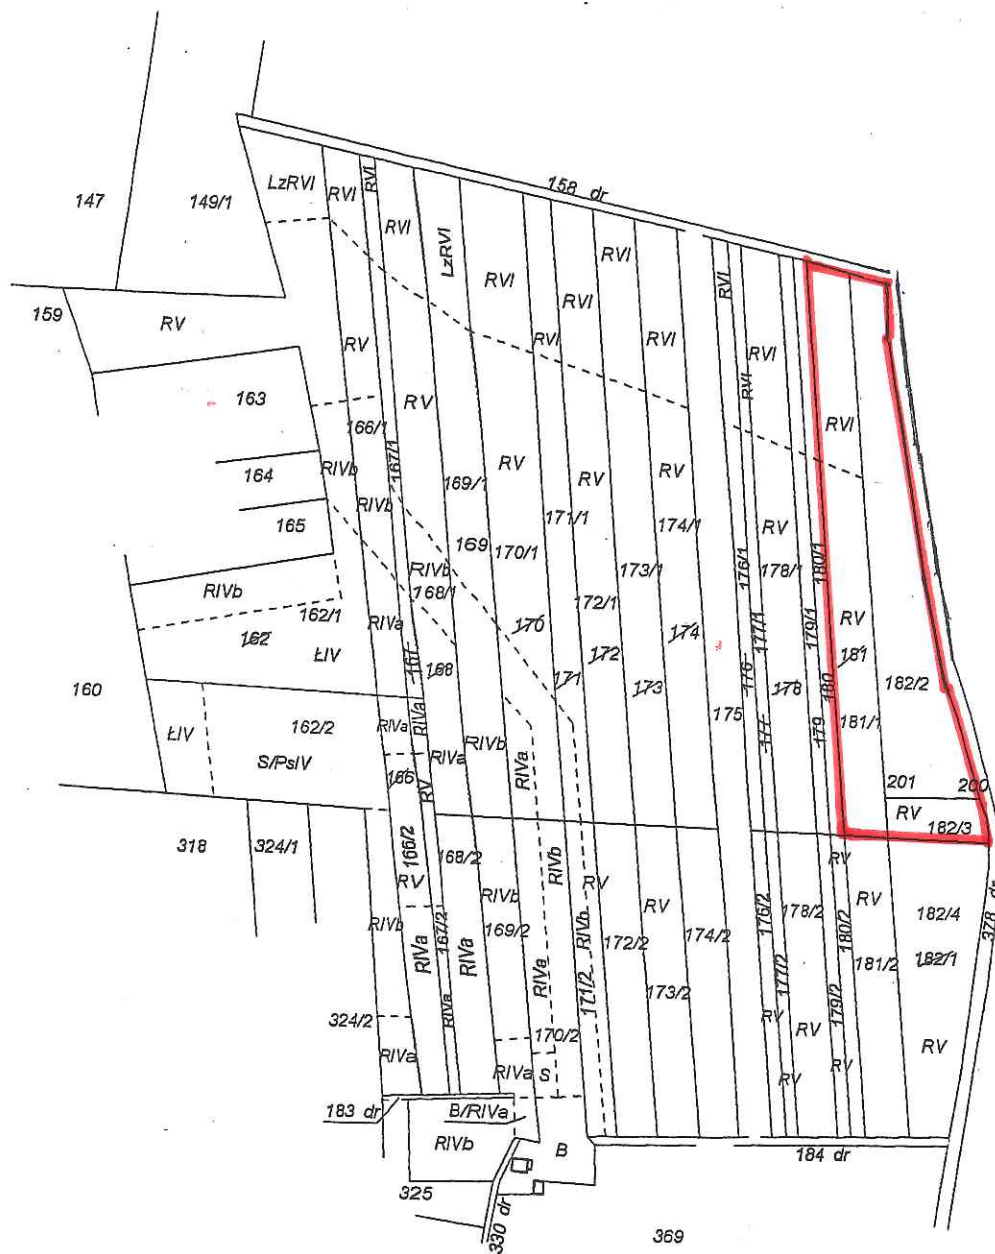 158 dr
LzRVI
RVI
RVI
RVI
LzRVI
RVI
RVI
RVI
RVI
RVI
RVI
RVI
RVI
RVI
147
149/1
159
RV
RV
RV
163
166/1
167/1
164
RIVb
RIVb
165
169/1
RV
RV
RV
171/1
174/1
RV
169
170/1
173/1
176/1
178/1
180/1
RIVb
RIVb
168/1
172/1
162/1
RIVa
162
ŁIV
167
168
170
171
172
173
174
177/1
179/1
RV
181
160
176
175
177
178
180
179
181/1
182/2
ŁIV
162/2
S/PsIV
RIVa
RIVa
RIVa
RIVb
RIVa
166
RV
201
200
RV
182/3
318
324/1
166/2
168/2
RIVb
RV
RV
RV
RIVb
RIVb
169/2
RIVb
RV
RV
182/4
RIVa
167/2
RIVa
RIVa
171/2
172/2
174/2
176/2
178/2
180/2
181/2
182/1
378 dr
173/2
177/2
179/2
324/2
RIVa
RIVa
170/2
RV
RV
RV
RV
RV
RIVa
S
183 dr
B/RIVa
RIVb
B
184 dr
325
330 dr
369